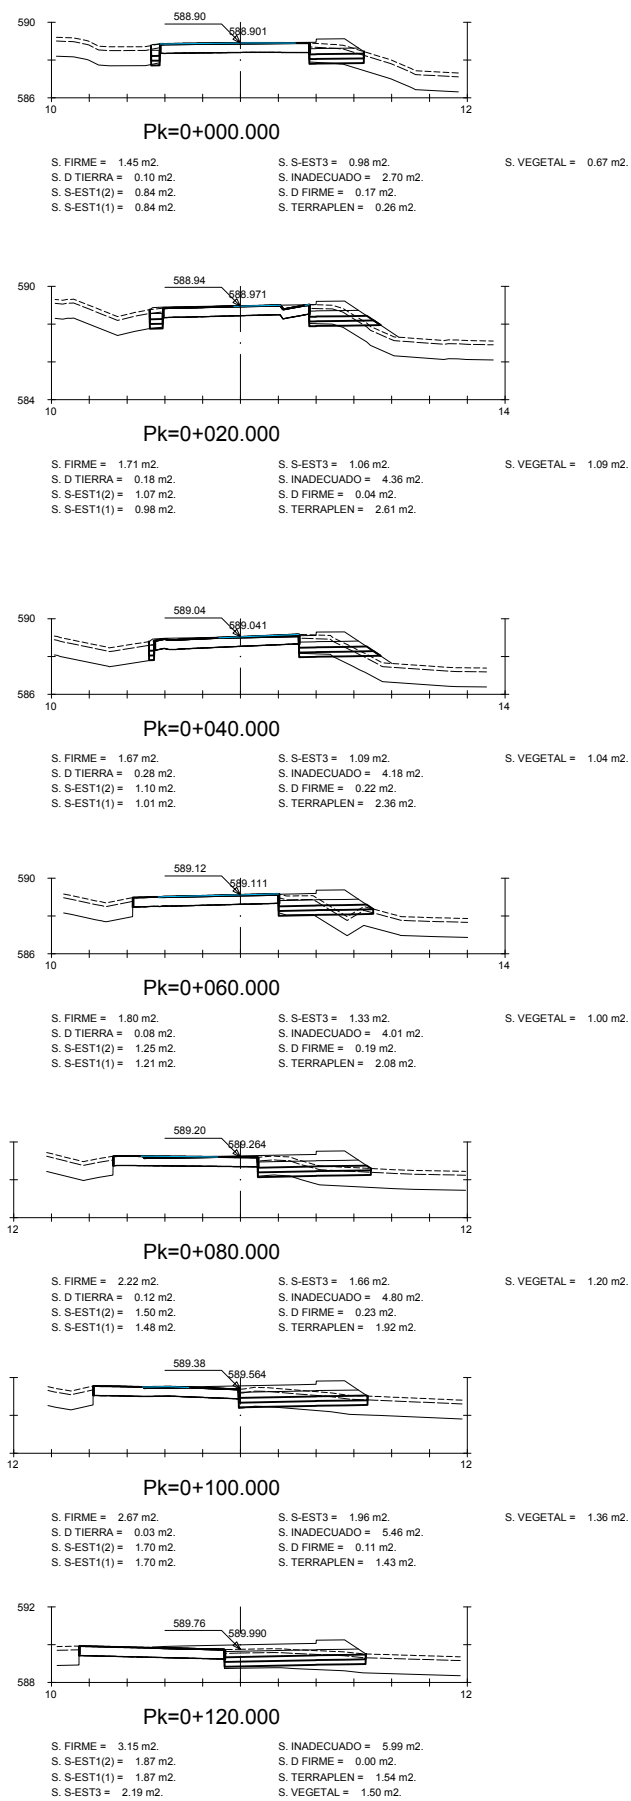 588.90
590
588.901
586
10
12
Pk=0+000.000
S. FIRME = 1.45 m2. S. S-EST3 = 0.98 m2. S. VEGETAL = 0.67 m2.
S. D TIERRA = 0.10 m2. S. INADECUADO = 2.70 m2.
S. S-EST1(2) = 0.84 m2. S. D FIRME = 0.17 m2.
S. S-EST1(1) = 0.84 m2. S. TERRAPLEN = 0.26 m2.
588.94
590
588.971
584
10
14
Pk=0+020.000
S. FIRME = 1.71 m2. S. S-EST3 = 1.06 m2. S. VEGETAL = 1.09 m2.
S. D TIERRA = 0.18 m2. S. INADECUADO = 4.36 m2.
S. S-EST1(2) = 1.07 m2. S. D FIRME = 0.04 m2.
S. S-EST1(1) = 0.98 m2. S. TERRAPLEN = 2.61 m2.
589.04
590
589.041
586
10
14
Pk=0+040.000
S. FIRME = 1.67 m2. S. S-EST3 = 1.09 m2. S. VEGETAL = 1.04 m2.
S. D TIERRA = 0.28 m2. S. INADECUADO = 4.18 m2.
S. S-EST1(2) = 1.10 m2. S. D FIRME = 0.22 m2.
S. S-EST1(1) = 1.01 m2. S. TERRAPLEN = 2.36 m2.
589.12
590
589.111
586
10
14
Pk=0+060.000
S. FIRME = 1.80 m2. S. S-EST3 = 1.33 m2. S. VEGETAL = 1.00 m2.
S. D TIERRA = 0.08 m2. S. INADECUADO = 4.01 m2.
S. S-EST1(2) = 1.25 m2. S. D FIRME = 0.19 m2.
S. S-EST1(1) = 1.21 m2. S. TERRAPLEN = 2.08 m2.
589.20
589.264
12
12
Pk=0+080.000
S. FIRME = 2.22 m2. S. S-EST3 = 1.66 m2. S. VEGETAL = 1.20 m2.
S. D TIERRA = 0.12 m2. S. INADECUADO = 4.80 m2.
S. S-EST1(2) = 1.50 m2. S. D FIRME = 0.23 m2.
S. S-EST1(1) = 1.48 m2. S. TERRAPLEN = 1.92 m2.
589.38
589.564
12
12
Pk=0+100.000
S. FIRME = 2.67 m2. S. S-EST3 = 1.96 m2. S. VEGETAL = 1.36 m2.
S. D TIERRA = 0.03 m2. S. INADECUADO = 5.46 m2.
S. S-EST1(2) = 1.70 m2. S. D FIRME = 0.11 m2.
S. S-EST1(1) = 1.70 m2. S. TERRAPLEN = 1.43 m2.
592
589.76
589.990
588
10
12
Pk=0+120.000
S. FIRME = 3.15 m2. S. INADECUADO = 5.99 m2.
S. S-EST1(2) = 1.87 m2. S. D FIRME = 0.00 m2.
S. S-EST1(1) = 1.87 m2. S. TERRAPLEN = 1.54 m2.
S. S-EST3 = 2.19 m2. S. VEGETAL = 1.50 m2.